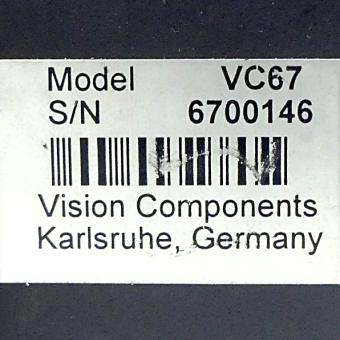 Model VC67
S/N 6700146
Vision Components
Karlsruhe, Germany